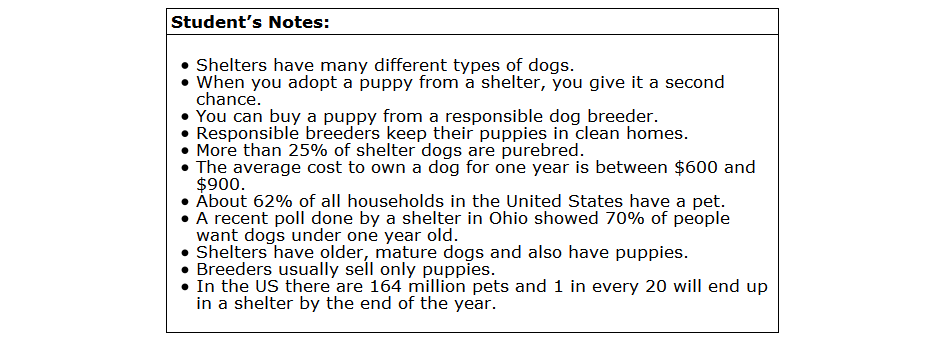 Student’s Notes:
• Shelters have many different types of dogs.
• When you adopt a puppy from a shelter, you give it a second
chance.
• You can buy a puppy from a responsible dog breeder.
• Responsible breeders keep their puppies in clean homes.
• More than 25% of shelter dogs are purebred.
• The average cost to own a dog for one year is between $600 and
$900.
• About 62% of all households in the United States have a pet.
• A recent poll done by a shelter in Ohio showed 70% of people
want dogs under one year old.
• Shelters have older, mature dogs and also have puppies.
• Breeders usually sell only puppies.
• In the US there are 164 million pets and 1 in every 20 will end up
in a shelter by the end of the year.